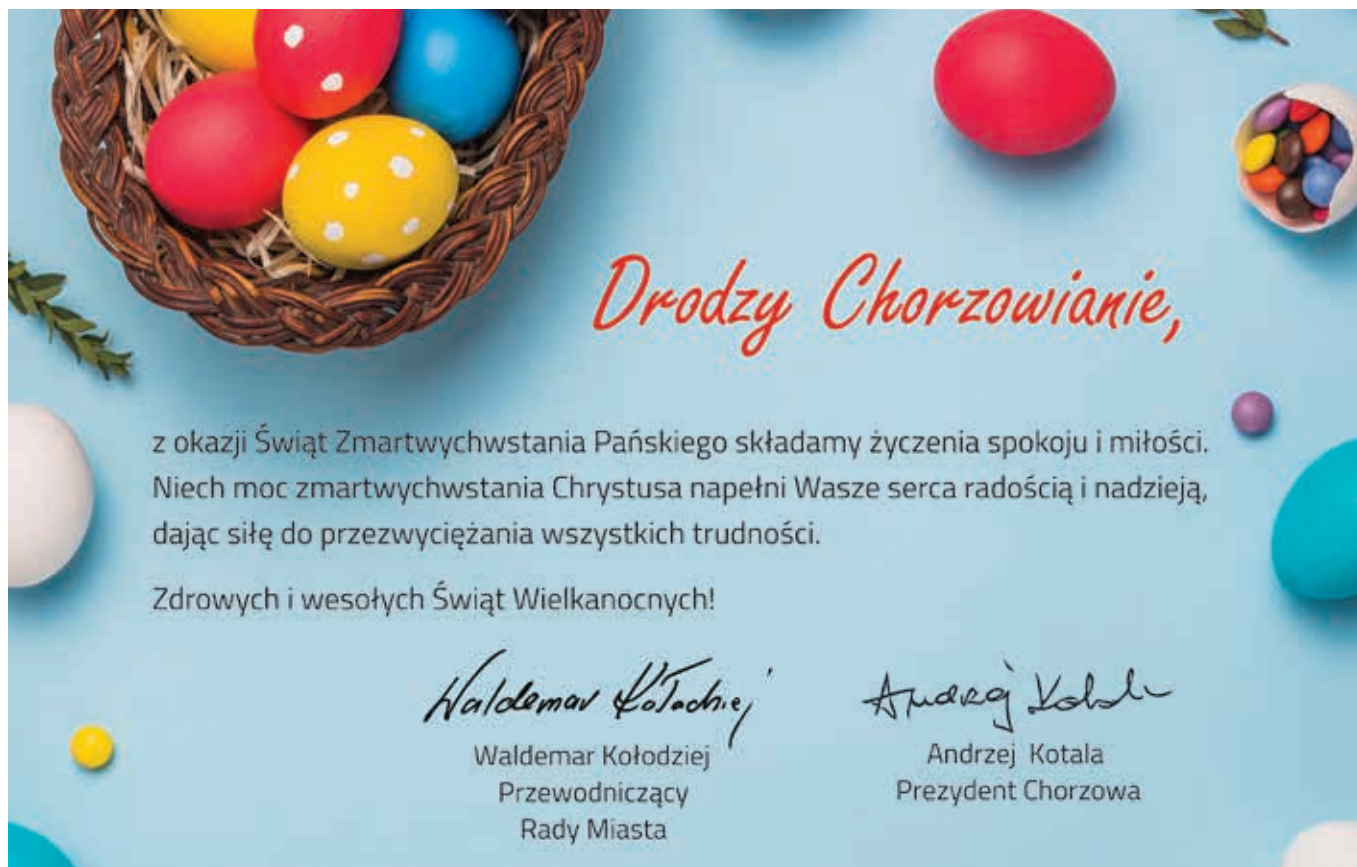 Drodzy Chorzowianie,
z okazji Świąt Zmartwychwstania Pańskiego składamy życzenia spokoju i miłości.
Niech moc zmartwychwstania Chrystusa napełni Wasze serca radością i nadzieją,
dając siłę do przezwyciężania wszystkich trudności.
Zdrowych i wesołych Świąt Wielkanocnych!
Waldemar Kołodziej
Waldemar Kołodziej
Przewodniczący
Rady Miasta
Andrzej Kotala
Andrzej Kotala
Prezydent Chorzowa